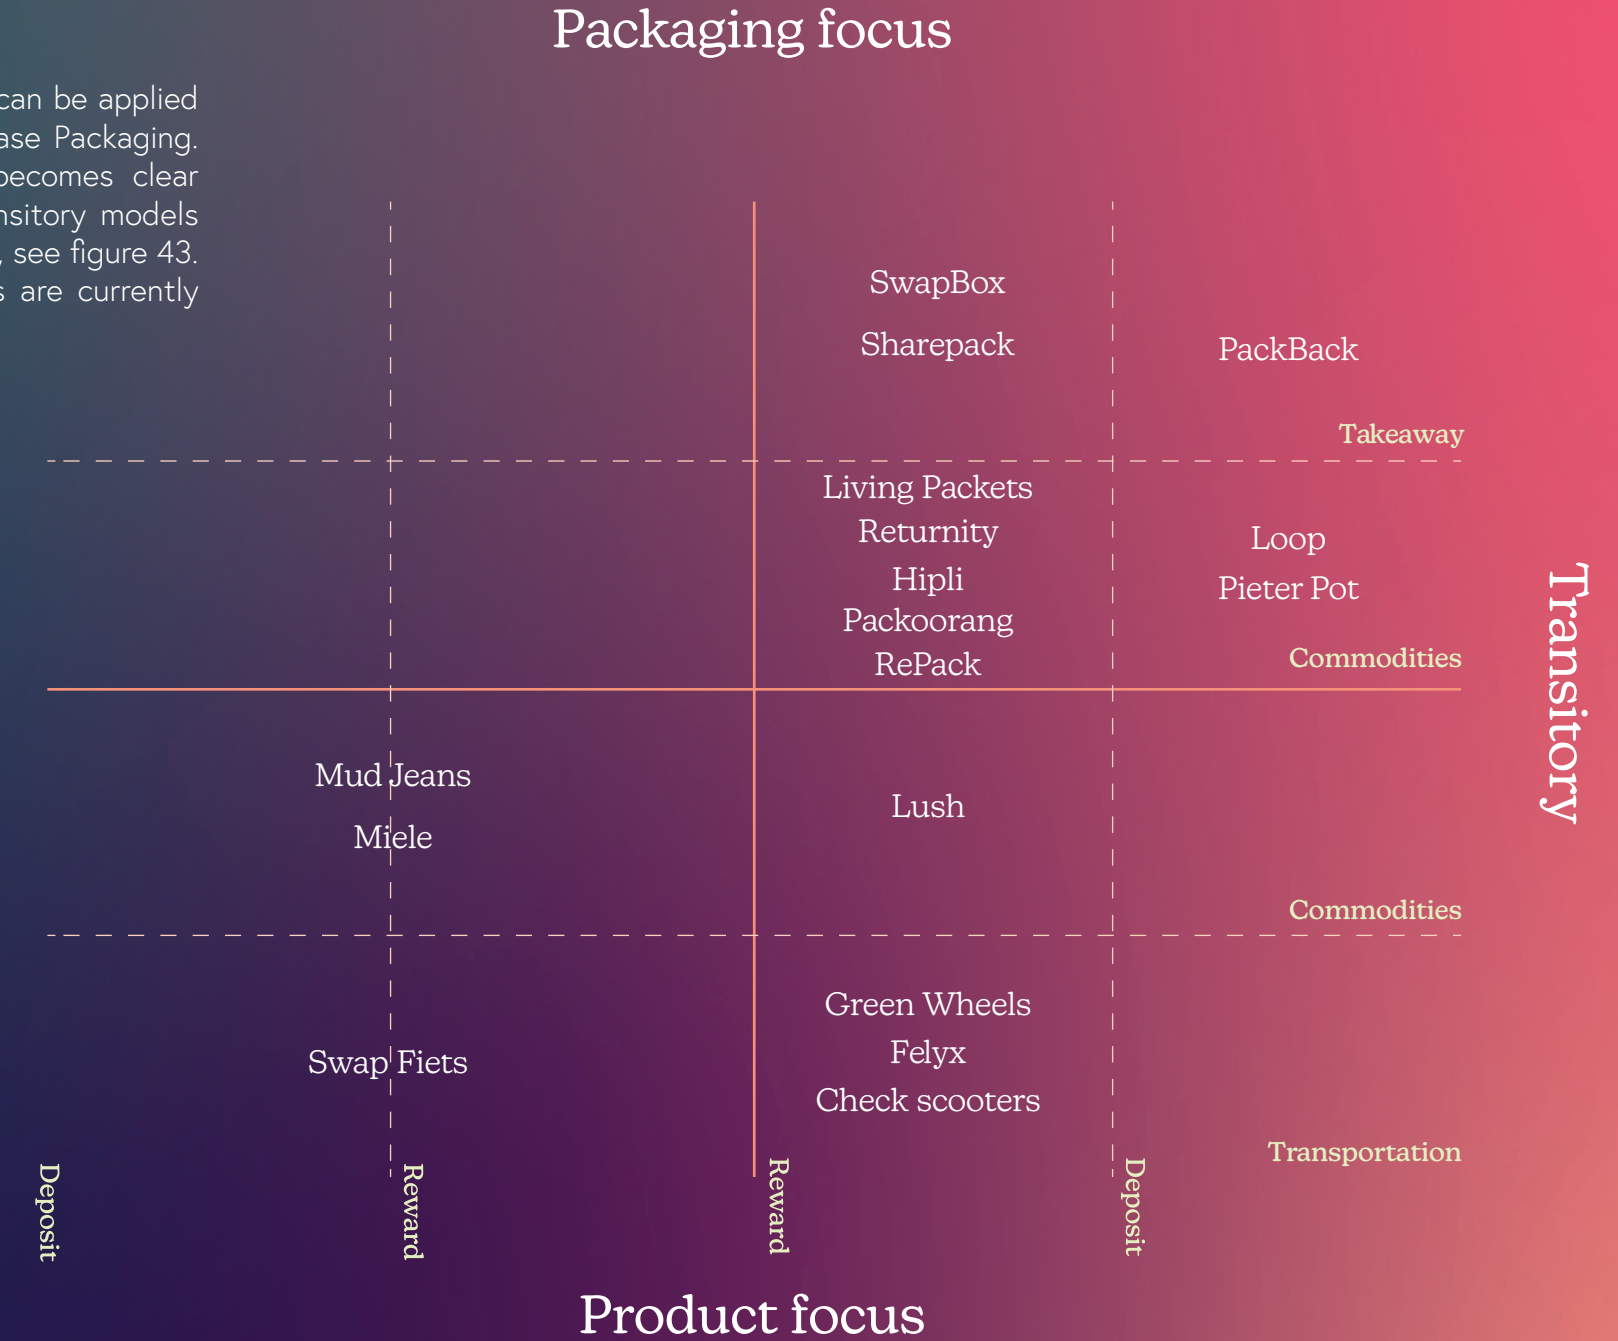 Packaging focus
can be applied
Packaging.
becomes clear
models
, see figure 43.
are currently
SwapBox
Sharepack
PackBack
Takeaway
Living Packets
Returnity
Loop
Hipli
Pieter Pot
Packoorang
RePack
Commodities
Transitory
Mud Jeans
Lush
Miele
Commodities
Green Wheels
Felyx
Swap Fiets
Check scooters
Transportation
Deposit
Reward
Reward
Deposit
Product focus